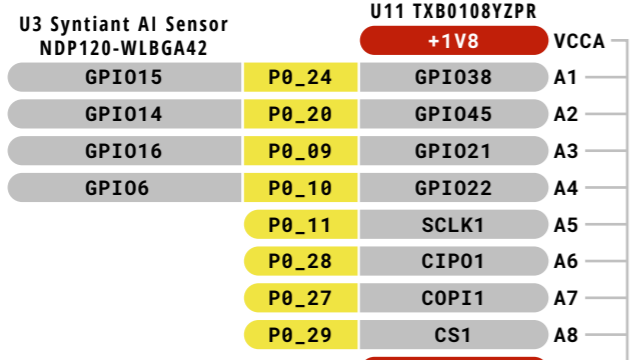 U11 TXB0108YZPR
U3 Syntiant AI Sensor
NDP120-WLBGA42
+1V8 VCCA
GPIO15 P0_24 GPIO38 A1
GPIO14 P0_20 GPIO45 A2
GPIO16 P0_09 GPIO21 A3
GPIO6 P0_10 GPIO22 A4
P0_11 SCLK1 A5
P0_28 CIPO1 A6
P0_27 COPI1 A7
P0_29 CS1 A8